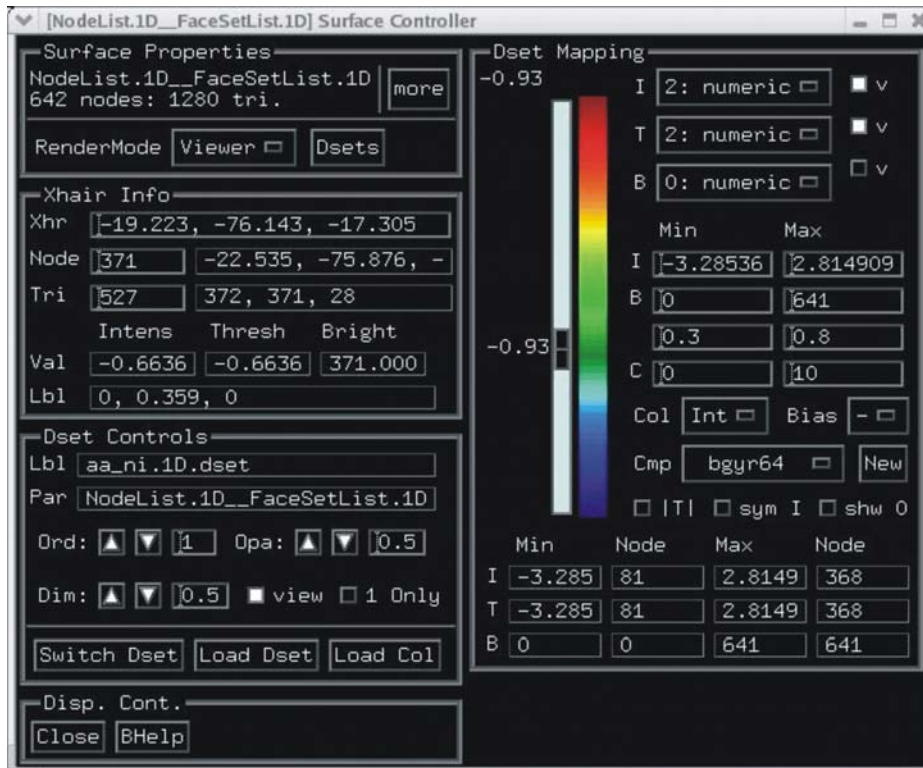 [NodeList.1D__FaceSetList.1D] Surface Controller
Surface Properties
NodeList.1D__FaceSetList.1D
642 nodes: 1280 tri.
more
RenderMode Viewer Dsets
Xhair Info
Xhr -19.223, -76.143, -17.305
Node 371 -22.535, -75.876, -
Tri 527 372, 371, 28
Intens Thresh Bright
Val -0.6636 -0.6636 371.000
Lbl 0, 0.359, 0
Dset Controls
Lbl aa_ni.1D.dset
Par NodeList.1D__FaceSetList.1D
Ord: 1 Opa: 0.5
Dim: 0.5 view 1 Only
Switch Dset Load Dset Load Col
Disp. Cont.
Close BHelp
Dset Mapping
-0.93
-0.93
I 2: numeric v
T 2: numeric v
B 0: numeric v
Min Max
I -3.28536 2.814909
B 0 641
0.3 0.8
C 0 10
Col Int Bias -
Cmp bgyr64 New
|T| sym I shw 0
Min Node Max Node
I -3.285 81 2.8149 368
T -3.285 81 2.8149 368
B 0 0 641 641